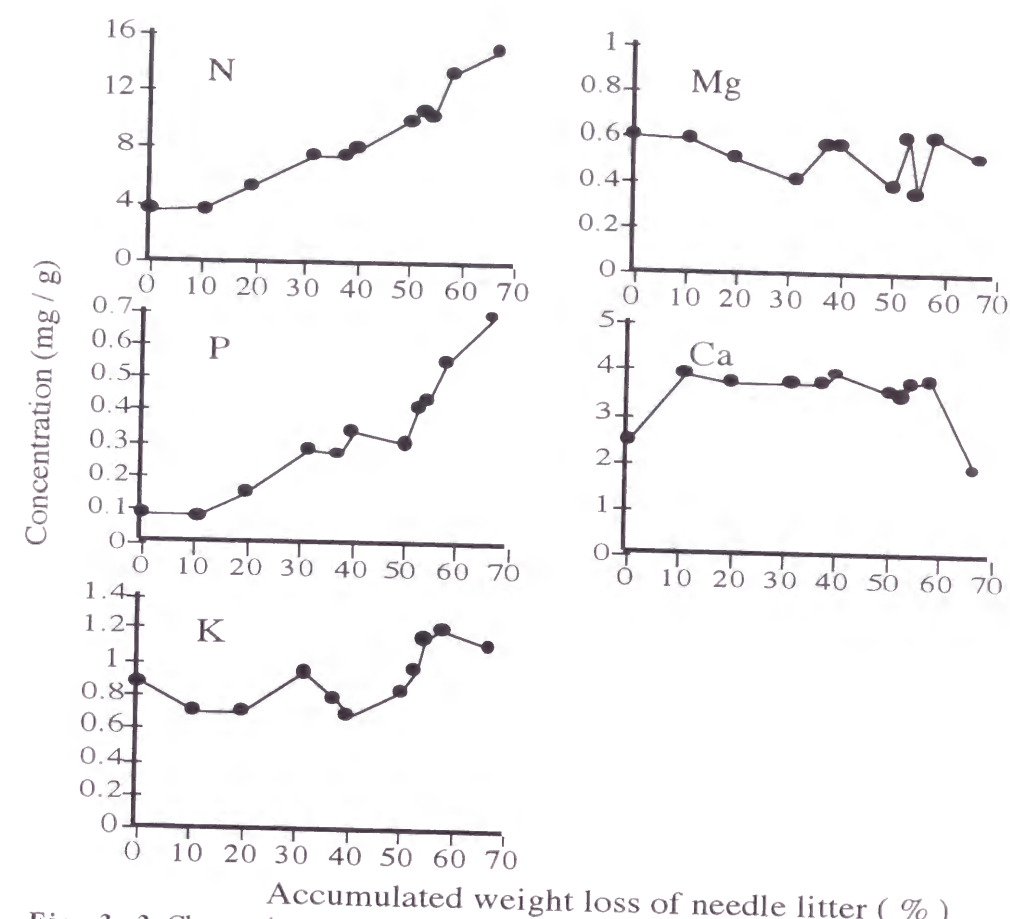 16
12
8
4
0
N
0 10 20 30 40 50 60 70
1
0.8
0.6
0.4
0.2
0
Mg
0 10 20 30 40 50 60 70
Concentration (mg / g)
0.7
0.6
0.5
0.4
0.3
0.2
0.1
0
P
0 10 20 30 40 50 60 70
5
4
3
2
1
0
Ca
0 10 20 30 40 50 60 70
1.4
1.2
1
0.8
0.6
0.4
0.2
0
K
0 10 20 30 40 50 60 70
Accumulated weight loss of needle litter ( % )